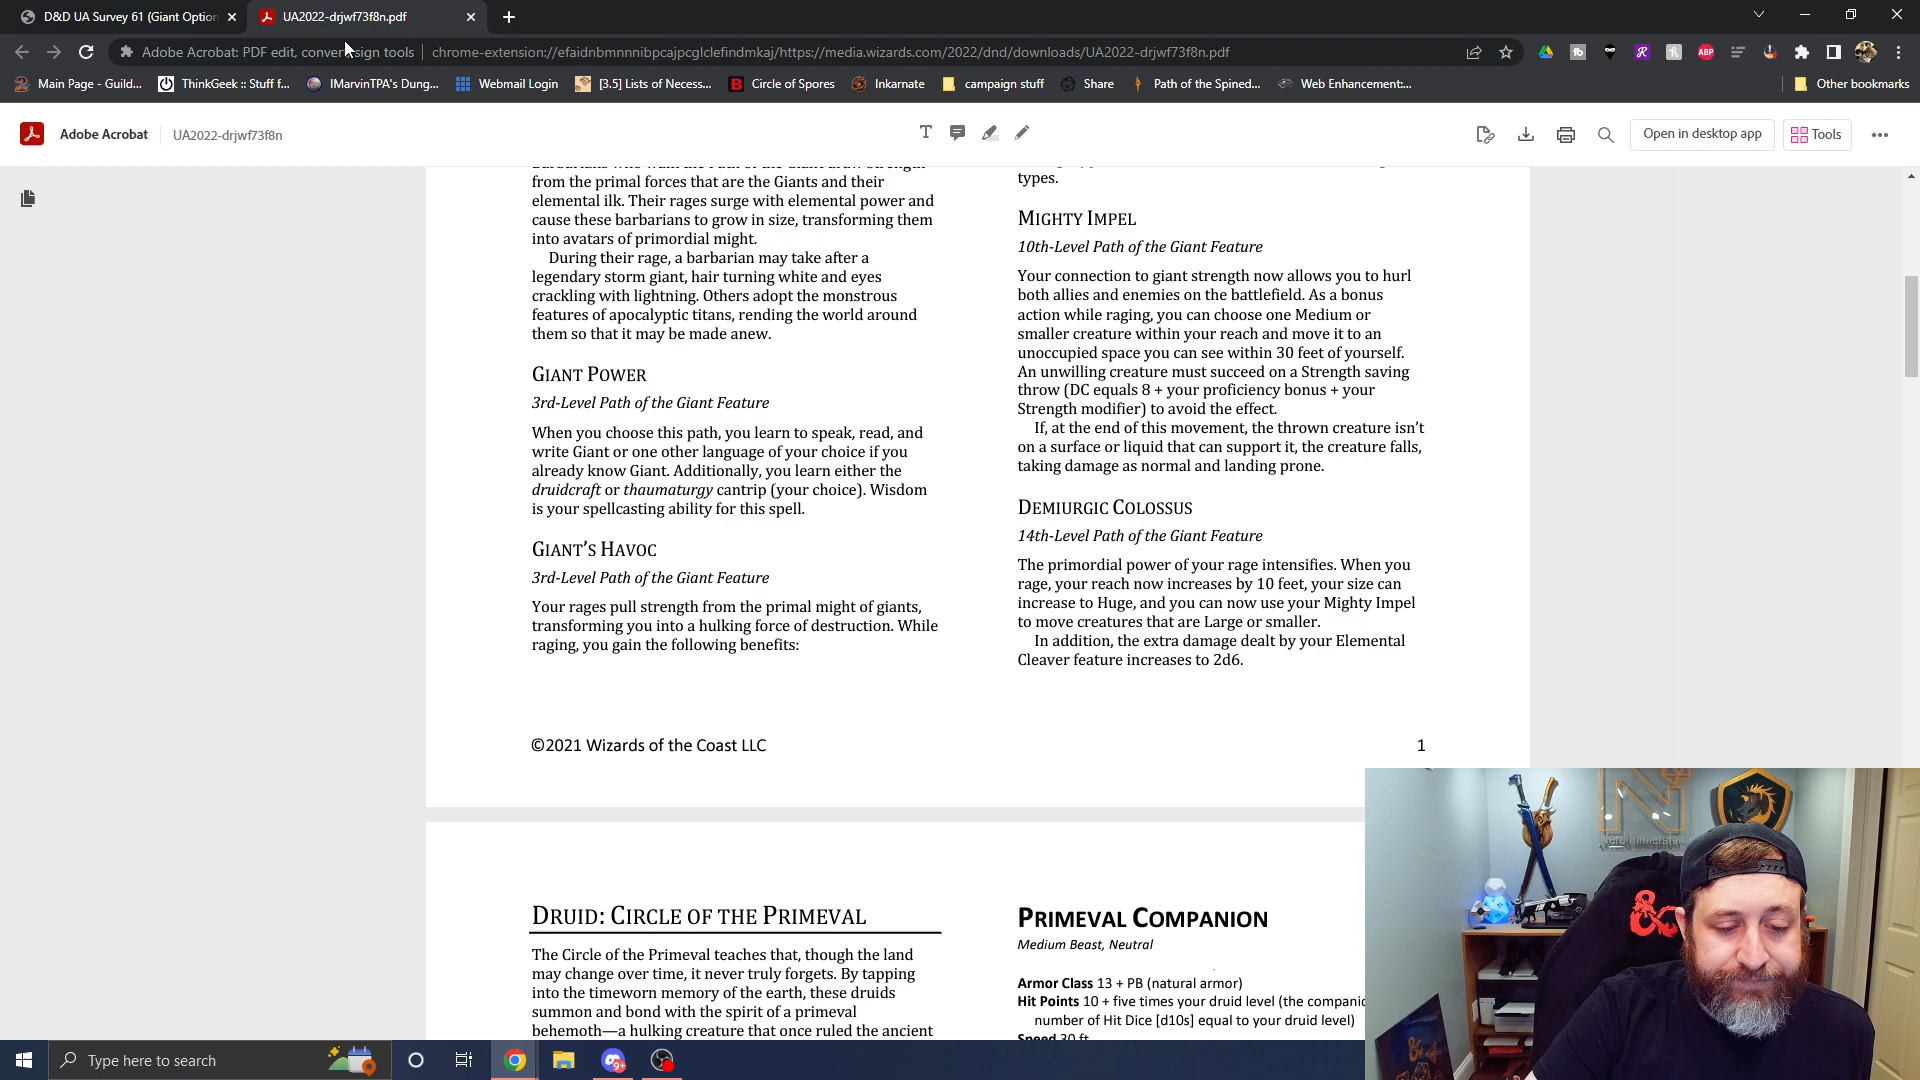 D&D UA Survey 61 (Giant Option
UA2022-drjwf73f8n.pdf
Adobe Acrobat: PDF edit, convert, sign tools
chrome-extension://efaidnbmnnnibpcajpcglclefindmkaj/https://media.wizards.com/2022/dnd/downloads/UA2022-drjwf73f8n.pdf
ABP
Main Page - Guild...
ThinkGeek :: Stuff f...
IMarvinTPA's Dung...
Webmail Login
[3.5] Lists of Necess...
Circle of Spores
Inkarnate
campaign stuff
Share
Path of the Spined...
Web Enhancement:...
Other bookmarks
Adobe Acrobat
UA2022-drjwf73f8n
Open in desktop app
Tools
from the primal forces that are the Giants and their
elemental ilk. Their rages surge with elemental power and
cause these barbarians to grow in size, transforming them
into avatars of primordial might.
During their rage, a barbarian may take after a
legendary storm giant, hair turning white and eyes
crackling with lightning. Others adopt the monstrous
features of apocalyptic titans, rending the world around
them so that it may be made anew.
GIANT POWER
3rd-Level Path of the Giant Feature
When you choose this path, you learn to speak, read, and
write Giant or one other language of your choice if you
already know Giant. Additionally, you learn either the
druidcraft or thaumaturgy cantrip (your choice). Wisdom
is your spellcasting ability for this spell.
GIANT'S HAVOC
3rd-Level Path of the Giant Feature
Your rages pull strength from the primal might of giants,
transforming you into a hulking force of destruction. While
raging, you gain the following benefits:
types.
MIGHTY IMPEL
10th-Level Path of the Giant Feature
Your connection to giant strength now allows you to hurl
both allies and enemies on the battlefield. As a bonus
action while raging, you can choose one Medium or
smaller creature within your reach and move it to an
unoccupied space you can see within 30 feet of yourself.
An unwilling creature must succeed on a Strength saving
throw (DC equals 8 + your proficiency bonus + your
Strength modifier) to avoid the effect.
If, at the end of this movement, the thrown creature isn't
on a surface or liquid that can support it, the creature falls,
taking damage as normal and landing prone.
DEMIURGIC COLOSSUS
14th-Level Path of the Giant Feature
The primordial power of your rage intensifies. When you
rage, your reach now increases by 10 feet, your size can
increase to Huge, and you can now use your Mighty Impel
to move creatures that are Large or smaller.
In addition, the extra damage dealt by your Elemental
Cleaver feature increases to 2d6.
©2021 Wizards of the Coast LLC
1
DRUID: CIRCLE OF THE PRIMEVAL
The Circle of the Primeval teaches that, though the land
may change over time, it never truly forgets. By tapping
into the timeworn memory of the earth, these druids
summon and bond with the spirit of a primeval
behemoth—a hulking creature that once ruled the ancient
PRIMEVAL COMPANION
Medium Beast, Neutral
Armor Class 13 + PB (natural armor)
Hit Points 10 + five times your druid level (the companio
number of Hit Dice [d10s] equal to your druid level)
Speed 30 ft.
Nerd Immersion
Type here to search
9+